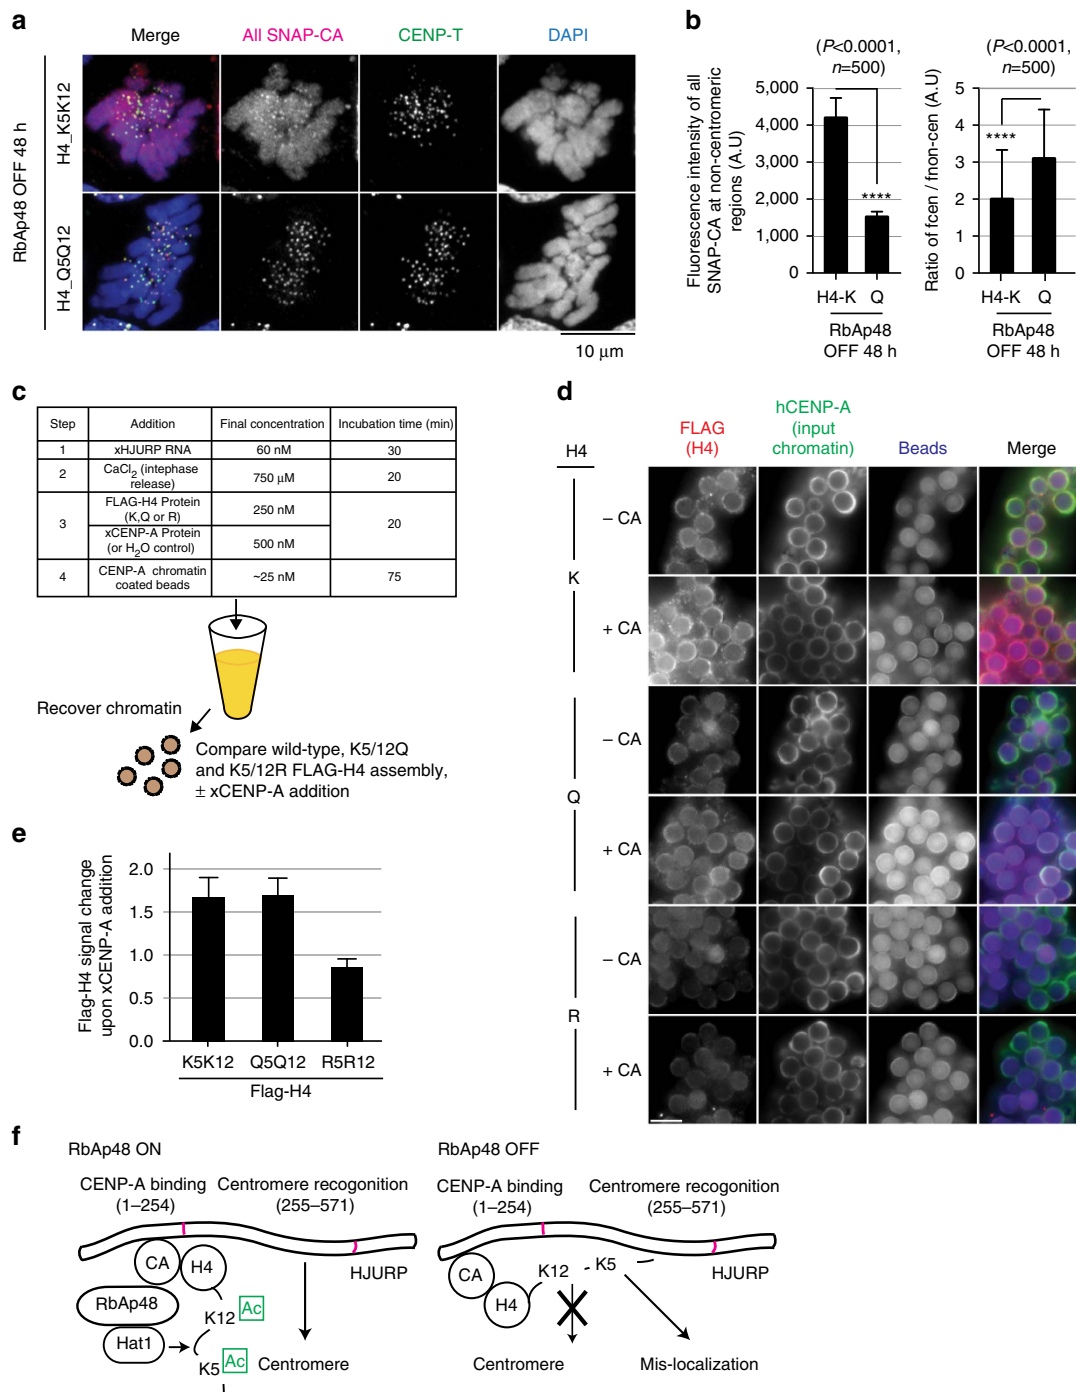 a
Merge
All SNAP-CA
CENP-T
DAPI
RbAp48 OFF 48 h
H4_K5K12
H4_Q5Q12
10 µm
b
(P<0.0001,
n=500)
Fluorescence intensity of all
SNAP-CA at non-centromeric
regions (A.U)
5,000
4,000
3,000
2,000
1,000
0
****
H4-K Q
RbAp48
OFF 48 h
(P<0.0001,
n=500)
Ratio of fcen / fnon-cen (A.U)
5
4
3
2
1
0
****
H4-K Q
RbAp48
OFF 48 h
c
Step Addition Final concentration Incubation time (min)
1 xHJURP RNA 60 nM 30
2 CaCl2 (intephase
release) 750 µM 20
3 FLAG-H4 Protein
(K,Q or R) 250 nM 20
xCENP-A Protein
(or H2O control) 500 nM
4 CENP-A chromatin
coated beads ~25 nM 75
Recover chromatin
Compare wild-type, K5/12Q
and K5/12R FLAG-H4 assembly,
± xCENP-A addition
d
H4
FLAG
(H4)
hCENP-A
(input
chromatin)
Beads
Merge
K
– CA
+ CA
Q
– CA
+ CA
R
– CA
+ CA
e
Flag-H4 signal change
upon xCENP-A addition
2.0
1.5
1.0
0.5
0.0
K5K12 Q5Q12 R5R12
Flag-H4
f
RbAp48 ON
CENP-A binding
(1–254)
Centromere recogonition
(255–571)
CA
H4
HJURP
RbAp48
Hat1
K12
Ac
K5
Ac
Centromere
RbAp48 OFF
CENP-A binding
(1–254)
Centromere recogonition
(255–571)
CA
H4
K12
K5
HJURP
Centromere
Mis-localization